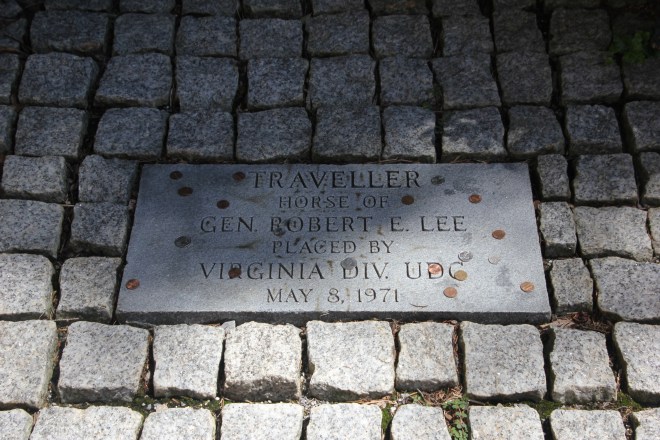 TRAVELLER
HORSE OF
GEN. ROBERT E. LEE
PLACED BY
VIRGINIA DIV. UDC
MAY 8, 1971